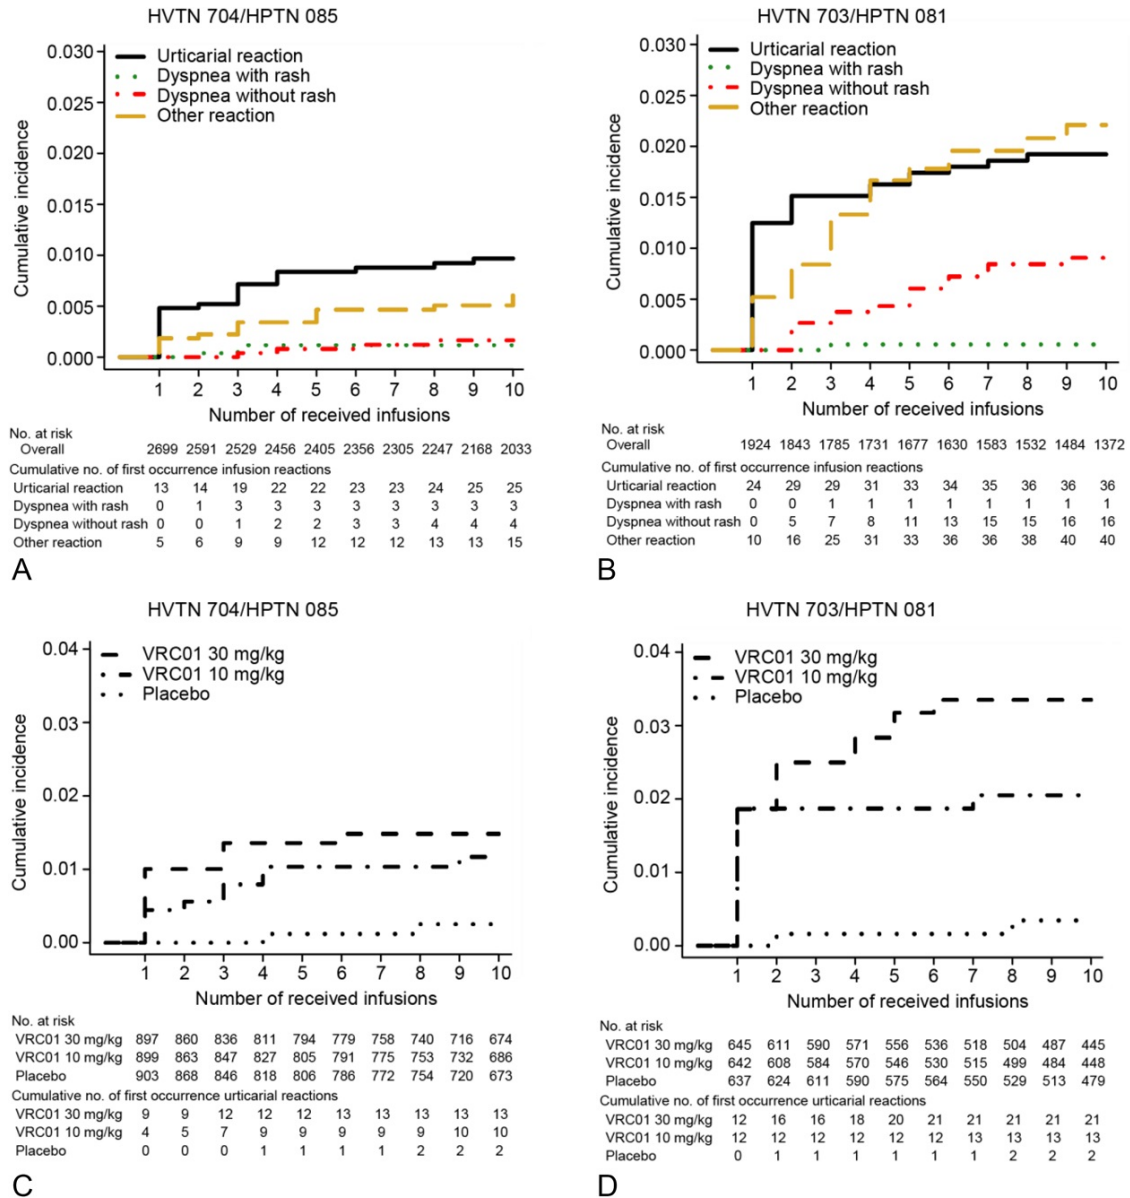 HVTN 704/HPTN 085
0.030
0.025
0.020
0.015
0.010
0.005
0.000
Cumulative incidence
Urticarial reaction
Dyspnea with rash
Dyspnea without rash
Other reaction
1 2 3 4 5 6 7 8 9 10
Number of received infusions
No. at risk
Overall 2699 2591 2529 2456 2405 2356 2305 2247 2168 2033
Cumulative no. of first occurrence infusion reactions
Urticarial reaction 13 14 19 22 22 23 23 24 25 25
Dyspnea with rash 0 1 3 3 3 3 3 3 3 3
Dyspnea without rash 0 0 1 2 2 3 3 4 4 4
Other reaction 5 6 9 9 12 12 12 13 13 15
A
HVTN 703/HPTN 081
0.030
0.025
0.020
0.015
0.010
0.005
0.000
Cumulative incidence
Urticarial reaction
Dyspnea with rash
Dyspnea without rash
Other reaction
1 2 3 4 5 6 7 8 9 10
Number of received infusions
No. at risk
Overall 1924 1843 1785 1731 1677 1630 1583 1532 1484 1372
Cumulative no. of first occurrence infusion reactions
Urticarial reaction 24 29 29 31 33 34 35 36 36 36
Dyspnea with rash 0 0 1 1 1 1 1 1 1 1
Dyspnea without rash 0 5 7 8 11 13 15 15 16 16
Other reaction 10 16 25 31 33 36 36 38 40 40
B
HVTN 704/HPTN 085
0.04
0.03
0.02
0.01
0.00
Cumulative incidence
VRC01 30 mg/kg
VRC01 10 mg/kg
Placebo
1 2 3 4 5 6 7 8 9 10
Number of received infusions
No. at risk
VRC01 30 mg/kg 897 860 836 811 794 779 758 740 716 674
VRC01 10 mg/kg 899 863 847 827 805 791 775 753 732 686
Placebo 903 868 846 818 806 786 772 754 720 673
Cumulative no. of first occurrence urticarial reactions
VRC01 30 mg/kg 9 9 12 12 12 13 13 13 13 13
VRC01 10 mg/kg 4 5 7 9 9 9 9 9 10 10
Placebo 0 0 0 1 1 1 1 2 2 2
C
HVTN 703/HPTN 081
0.04
0.03
0.02
0.01
0.00
Cumulative incidence
VRC01 30 mg/kg
VRC01 10 mg/kg
Placebo
1 2 3 4 5 6 7 8 9 10
Number of received infusions
No. at risk
VRC01 30 mg/kg 645 611 590 571 556 536 518 504 487 445
VRC01 10 mg/kg 642 608 584 570 546 530 515 499 484 448
Placebo 637 624 611 590 575 564 550 529 513 479
Cumulative no. of first occurrence urticarial reactions
VRC01 30 mg/kg 12 16 16 18 20 21 21 21 21 21
VRC01 10 mg/kg 12 12 12 12 12 12 13 13 13 13
Placebo 0 1 1 1 1 1 1 2 2 2
D